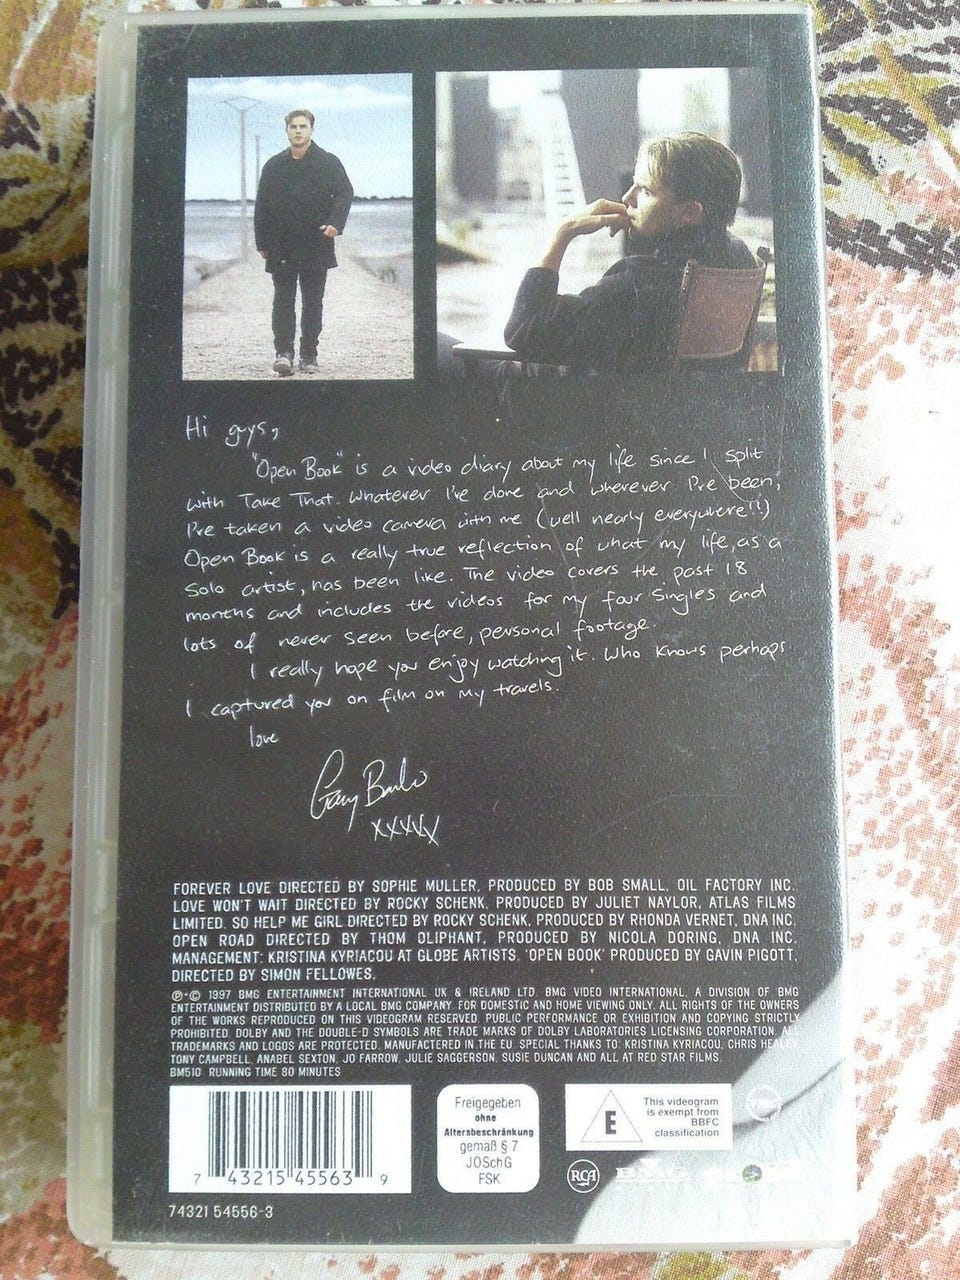 Hi guys,
"Open Book" is a video diary about my life since I split
with Take That. Whatever I've done and wherever I've been,
I've taken a video camera with me (well nearly everywhere!!)
Open Book is a really true reflection of what my life, as a
Solo artist, has been like. The video covers the past 18
months and includes the videos for my four Singles and
lots of never seen before, personal footage.
I really hope you enjoy watching it. Who knows perhaps
I captured you on film on my travels.
love
Gary Barlow
xxxxx
FOREVER LOVE DIRECTED BY SOPHIE MULLER, PRODUCED BY BOB SMALL, OIL FACTORY INC.
LOVE WON'T WAIT DIRECTED BY ROCKY SCHENK, PRODUCED BY JULIET NAYLOR, ATLAS FILMS
LIMITED. SO HELP ME GIRL DIRECTED BY ROCKY SCHENK, PRODUCED BY RHONDA VERNET, DNA INC.
OPEN ROAD DIRECTED BY THOM OLIPHANT, PRODUCED BY NICOLA DORING, DNA INC.
MANAGEMENT: KRISTINA KYRIACOU AT GLOBE ARTISTS. 'OPEN BOOK' PRODUCED BY GAVIN PIGOTT,
DIRECTED BY SIMON FELLOWES.
℗+© 1997 BMG ENTERTAINMENT INTERNATIONAL UK & IRELAND LTD. BMG VIDEO INTERNATIONAL, A DIVISION OF BMG
ENTERTAINMENT DISTRIBUTED BY A LOCAL BMG COMPANY. FOR DOMESTIC AND HOME VIEWING ONLY. ALL RIGHTS OF THE OWNERS
OF THE WORKS REPRODUCED ON THIS VIDEOGRAM RESERVED. PUBLIC PERFORMANCE OR EXHIBITION AND COPYING STRICTLY
PROHIBITED. DOLBY AND THE DOUBLE-D SYMBOLS ARE TRADE MARKS OF DOLBY LABORATORIES LICENSING CORPORATION. ALL
TRADEMARKS AND LOGOS ARE PROTECTED. MANUFACTURED IN THE EU. SPECIAL THANKS TO: KRISTINA KYRIACOU, CHRIS HEALEY,
TONY CAMPBELL, ANABEL SEXTON, JO FARROW, JULIE SAGGERSON, SUSIE DUNCAN AND ALL AT RED STAR FILMS.
BM510 RUNNING TIME 80 MINUTES
7 43215 45563 9
74321 54556-3
Freigegeben
ohne
Altersbeschränkung
gemäß § 7
JÖSchG
FSK
E
This videogram
is exempt from
BBFC
classification
RCA
BMG